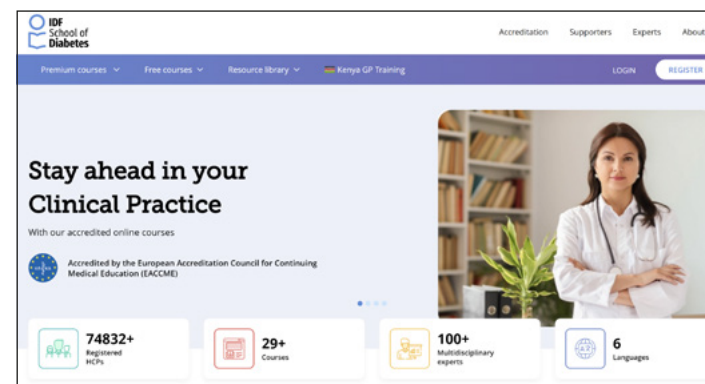 IDF
School of
Diabetes
Accreditation Supporters Experts About
Premium courses Free courses Resource library Kenya GP Training LOGIN REGISTER
Stay ahead in your
Clinical Practice
With our accredited online courses
Accredited by the European Accreditation Council for Continuing
Medical Education (EACCME)
74832+
Registered
HCPs
29+
Courses
100+
Multidisciplinary
experts
6
Languages